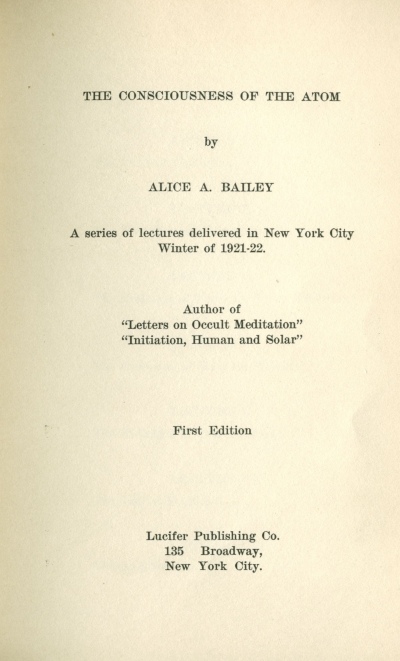 THE CONSCIOUSNESS OF THE ATOM
by
ALICE A. BAILEY
A series of lectures delivered in New York City
Winter of 1921-22.
Author of
“Letters on Occult Meditation”
“Initiation, Human and Solar”
First Edition
Lucifer Publishing Co.
135 Broadway,
New York City.